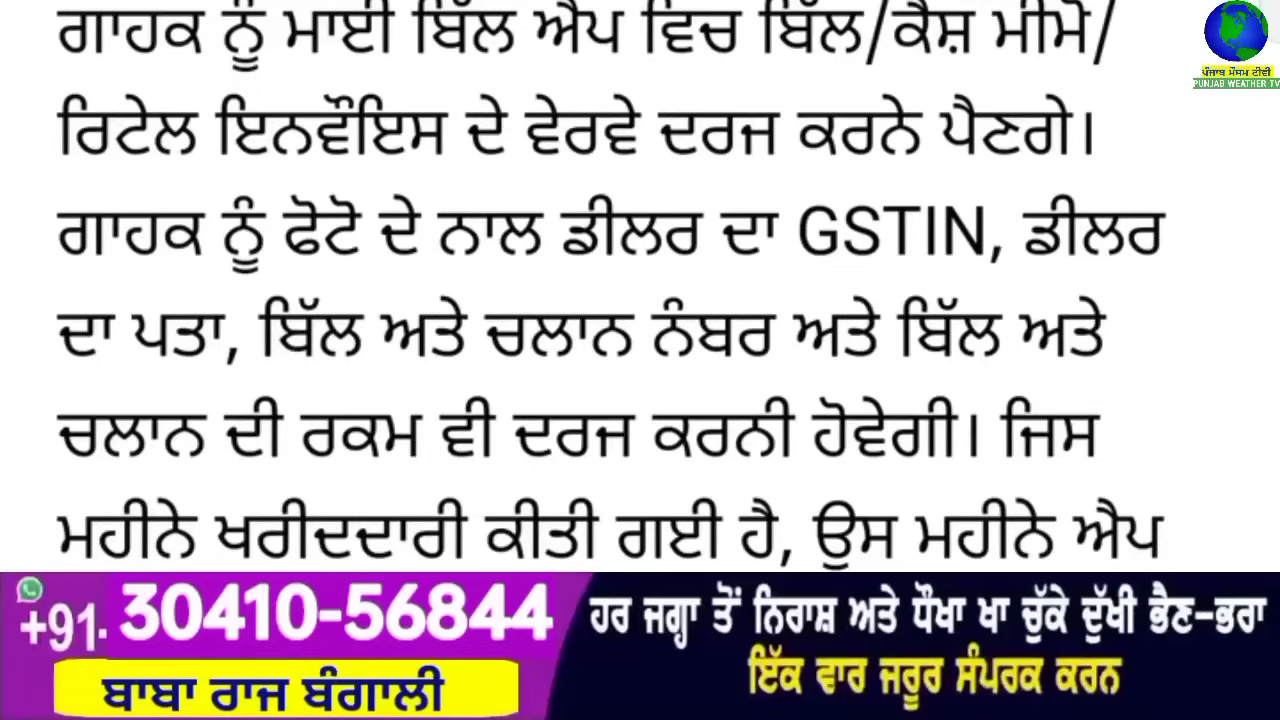 ਗਾਹਕ ਨੂੰ ਮਾਈ ਬਿੱਲ ਐਪ ਵਿਚ ਬਿੱਲ/ਕੈਸ਼ ਮੀਮੋ/
ਰਿਟੇਲ ਇਨਵੌਇਸ ਦੇ ਵੇਰਵੇ ਦਰਜ ਕਰਨੇ ਪੈਣਗੇ।
ਗਾਹਕ ਨੂੰ ਫੋਟੋ ਦੇ ਨਾਲ ਡੀਲਰ ਦਾ GSTIN, ਡੀਲਰ
ਦਾ ਪਤਾ, ਬਿੱਲ ਅਤੇ ਚਲਾਨ ਨੰਬਰ ਅਤੇ ਬਿੱਲ ਅਤੇ
ਚਲਾਨ ਦੀ ਰਕਮ ਵੀ ਦਰਜ ਕਰਨੀ ਹੋਵੇਗੀ। ਜਿਸ
ਮਹੀਨੇ ਖਰੀਦਦਾਰੀ ਕੀਤੀ ਗਈ ਹੈ, ਉਸ ਮਹੀਨੇ ਐਪ
ਪੰਜਾਬ ਮੌਸਮ ਟੀਵੀ
PUNJAB WEATHER TV
+91- 30410-56844
ਬਾਬਾ ਰਾਜ ਬੰਗਾਲੀ
ਹਰ ਜਗ੍ਹਾ ਤੋਂ ਨਿਰਾਸ਼ ਅਤੇ ਧੌਖਾ ਖਾ ਚੁੱਕੇ ਦੁੱਖੀ ਭੈਣ-ਭਰਾ
ਇੱਕ ਵਾਰ ਜਰੂਰ ਸੰਪਰਕ ਕਰਨ